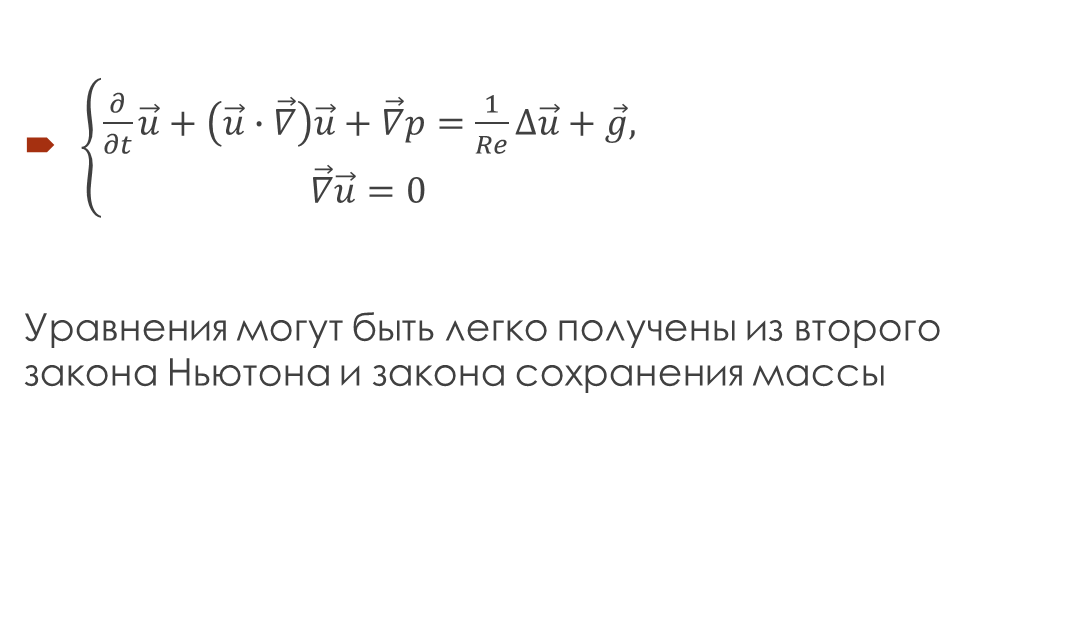 ∂/∂t u⃗ + (u⃗ · ∇⃗)u⃗ + ∇⃗p = 1/Re Δu⃗ + g⃗,
∇⃗u⃗ = 0
Уравнения могут быть легко получены из второго
закона Ньютона и закона сохранения массы